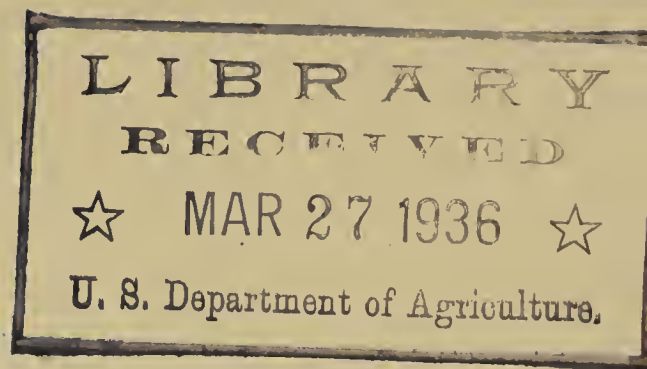 LIBRARY
RECEIVED
☆ MAR 27 1936 ☆
U. S. Department of Agriculture.